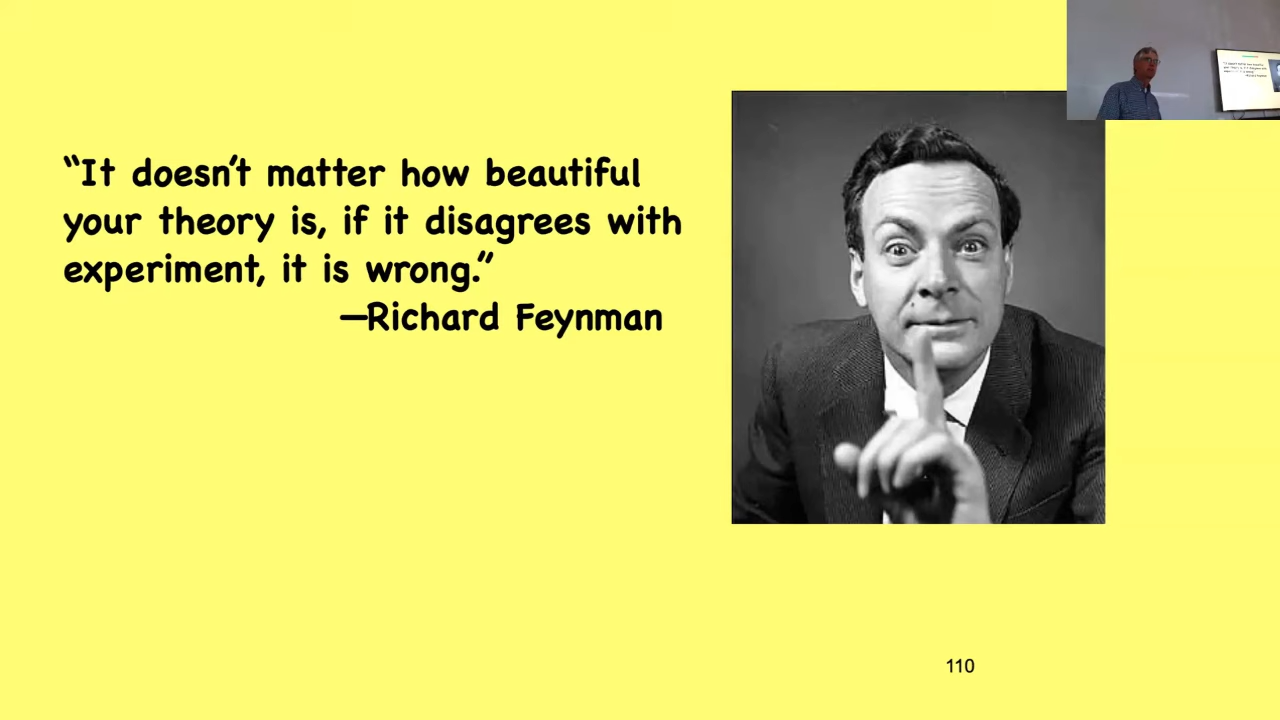 “It doesn’t matter how beautiful
your theory is, if it disagrees with
experiment, it is wrong.”
—Richard Feynman
110